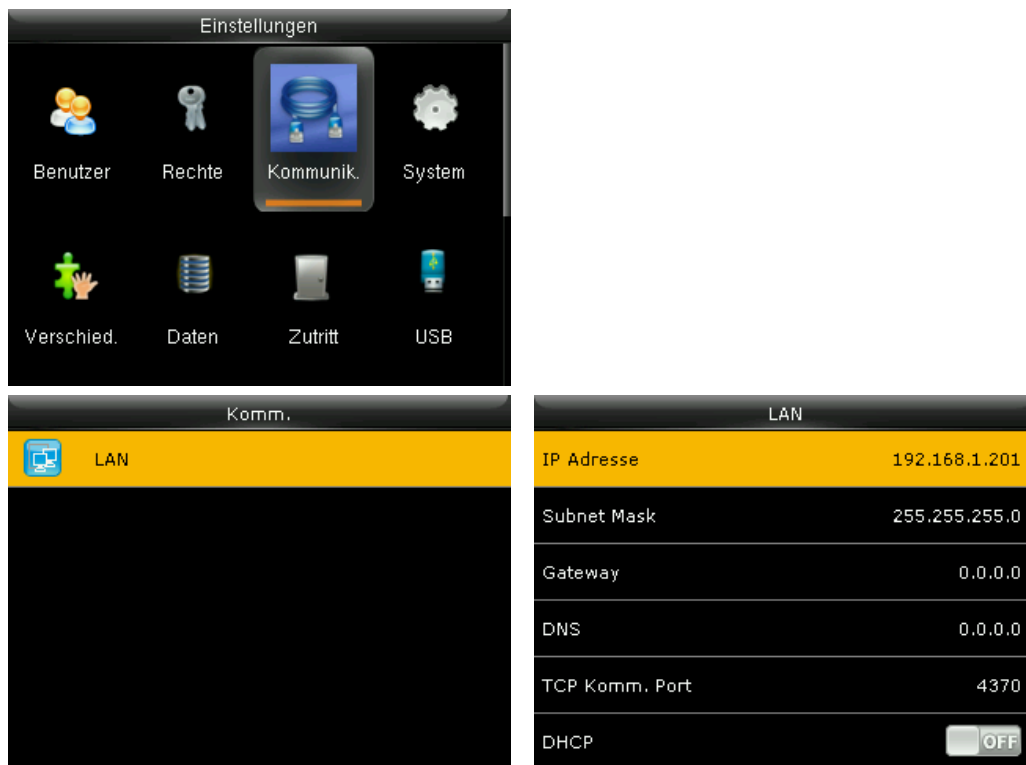 Einstellungen
Benutzer Rechte Kommunik. System
Verschied. Daten Zutritt USB
Komm.
LAN
LAN
IP Adresse 192.168.1.201
Subnet Mask 255.255.255.0
Gateway 0.0.0.0
DNS 0.0.0.0
TCP Komm. Port 4370
DHCP OFF